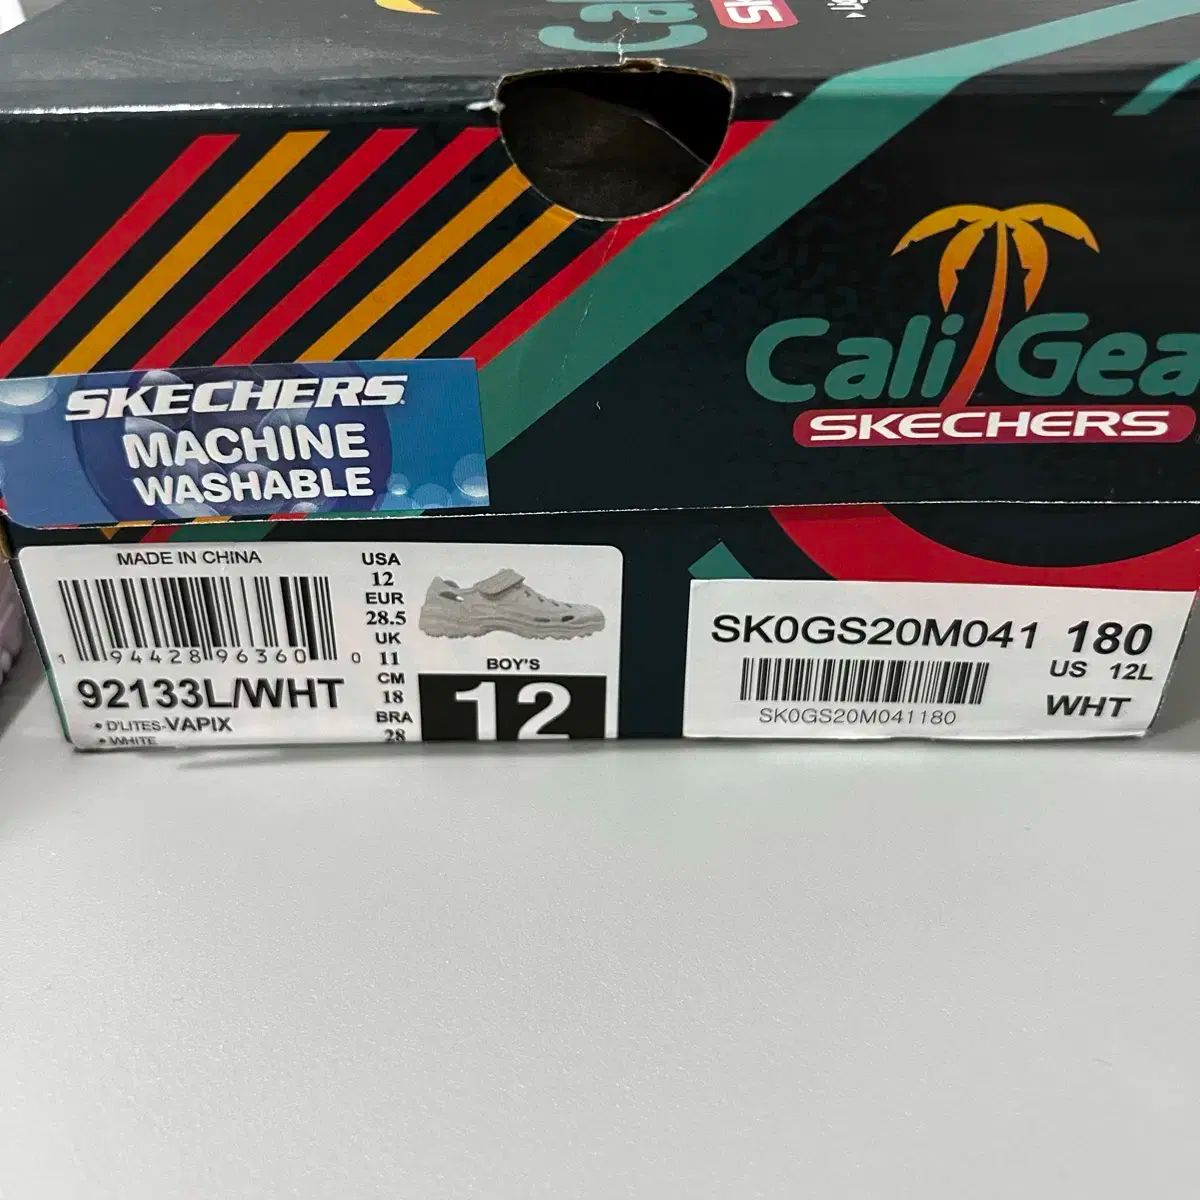 SKECHERS
MACHINE
WASHABLE
Cali Gea
SKECHERS
MADE IN CHINA
1 94428 96360 0
92133L/WHT
• D'LITES-VAPIX
• WHITE
USA
12
EUR
28.5
UK
11
CM
18
BRA
28
BOY'S
12
SK0GS20M041 180
US 12L
SK0GS20M041180
WHT